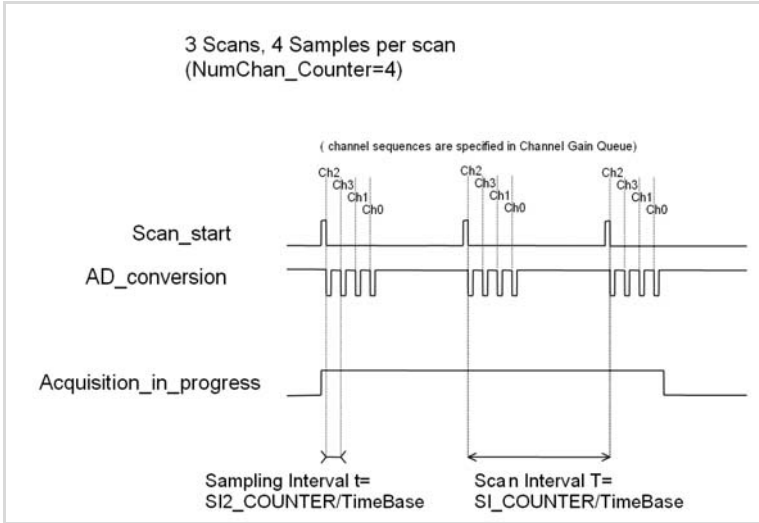 3 Scans, 4 Samples per scan
(NumChan_Counter=4)
( channel sequences are specified in Channel Gain Queue)
Ch2
Ch3
Ch1
Ch0
Ch2
Ch3
Ch1
Ch0
Ch2
Ch3
Ch1
Ch0
Scan_start
AD_conversion
Acquisition_in_progress
Sampling Interval t=
SI2_COUNTER/TimeBase
Scan Interval T=
SI_COUNTER/TimeBase